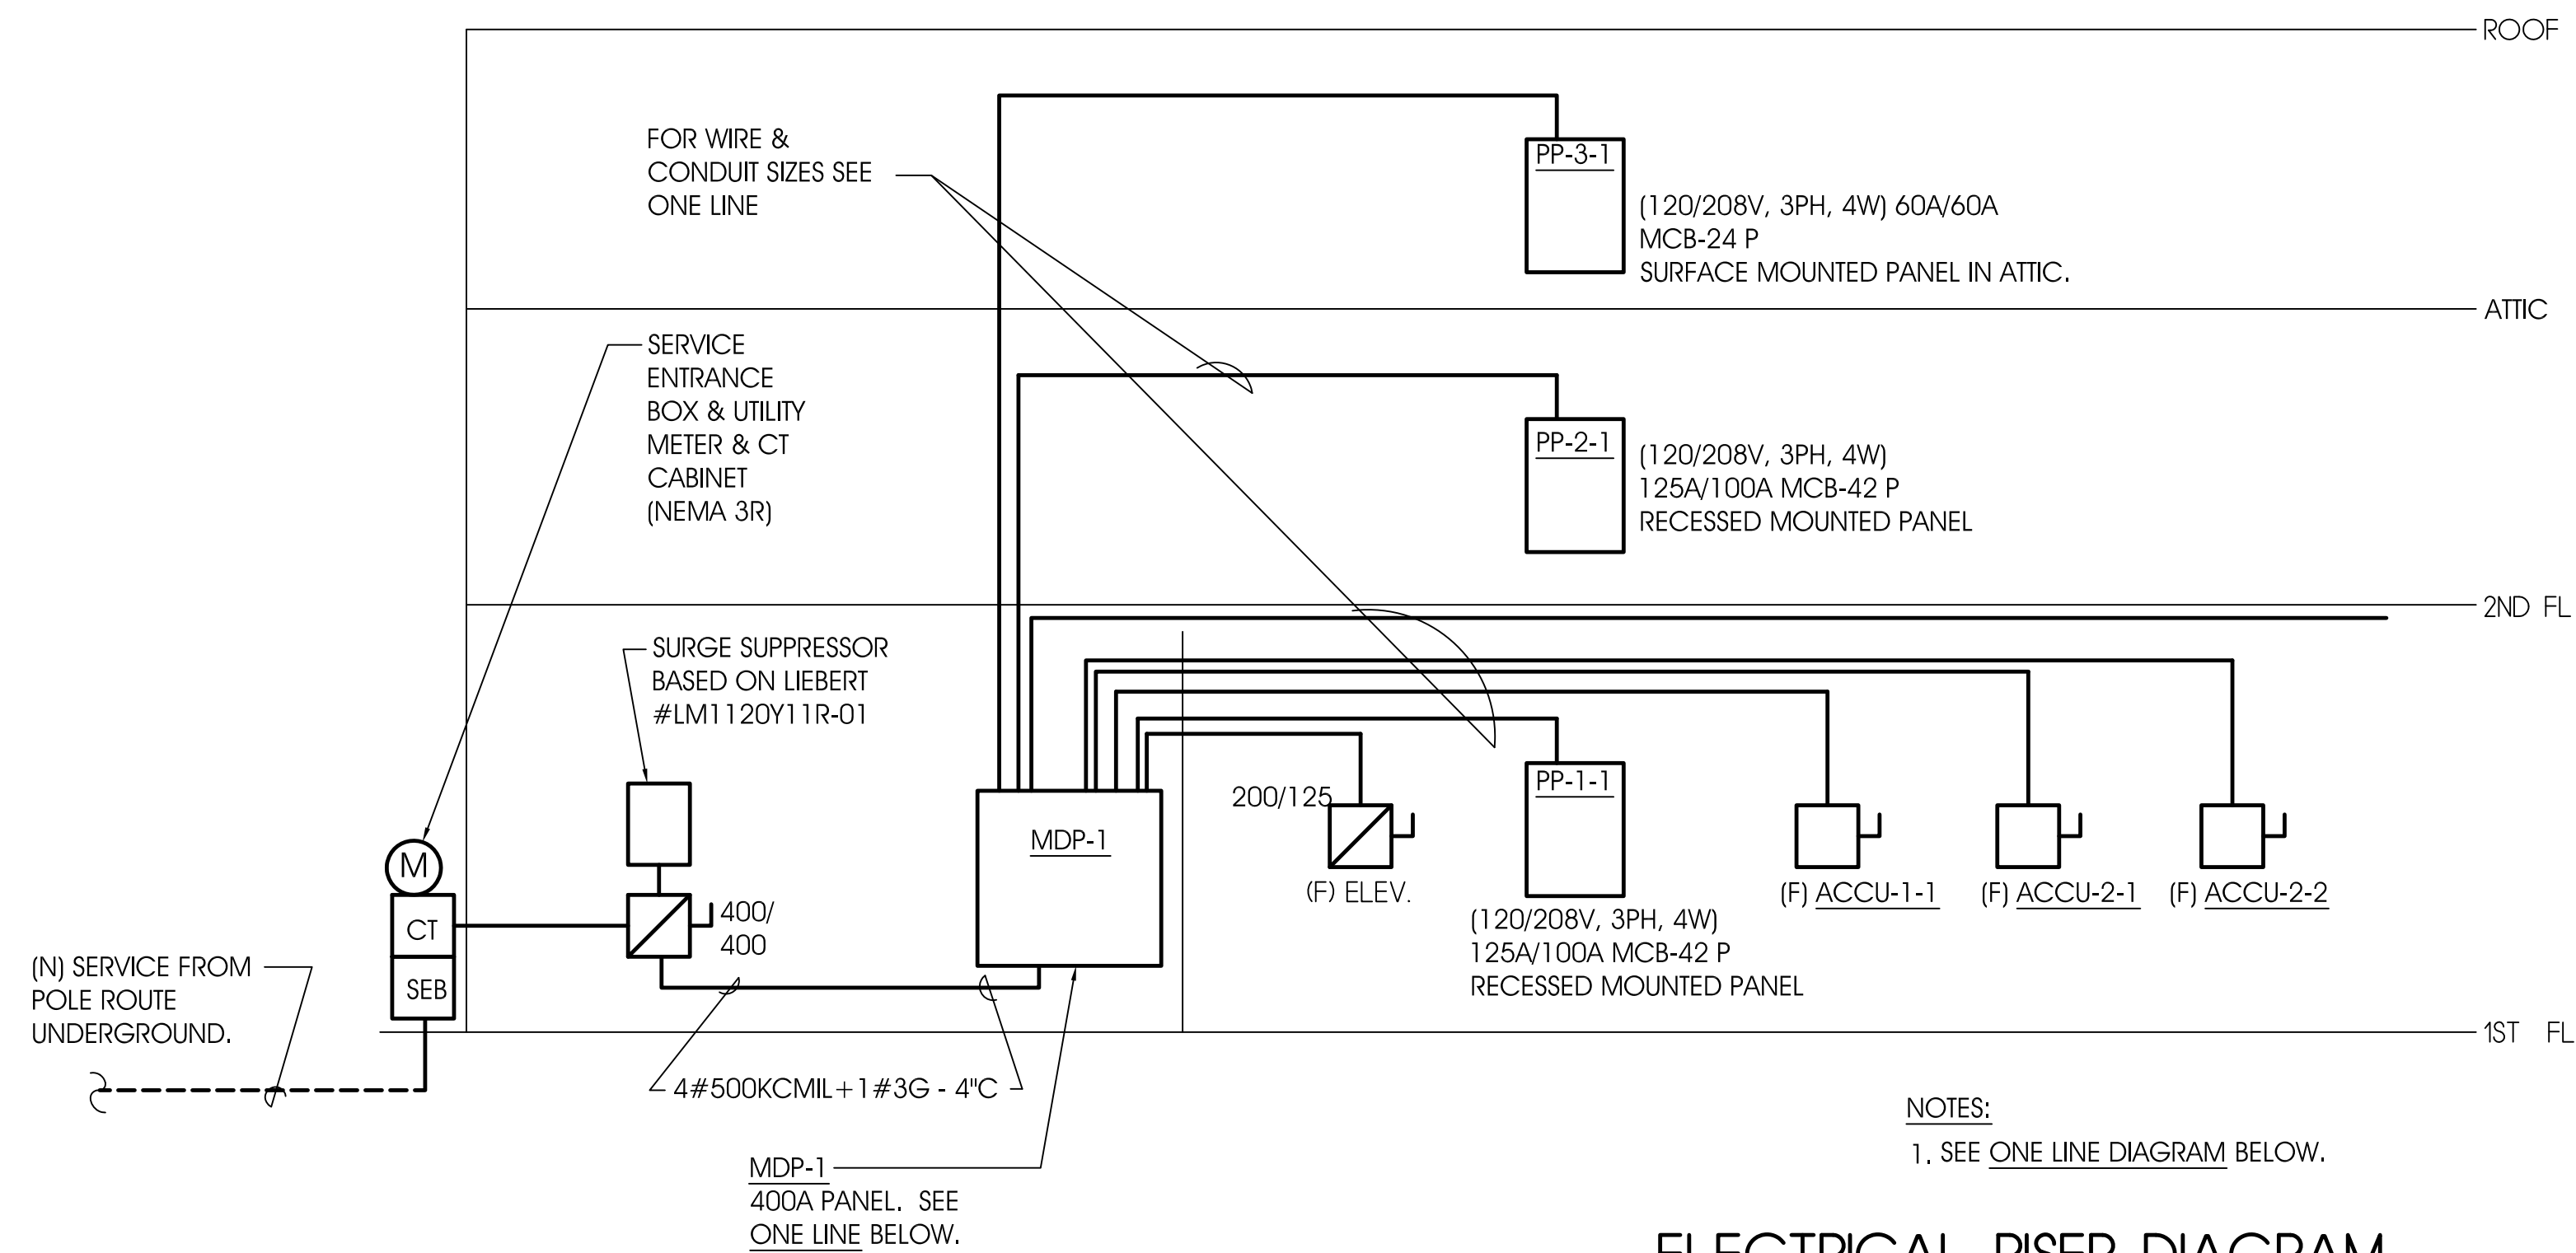 ROOF
FOR WIRE &
CONDUIT SIZES SEE
ONE LINE
PP-3-1
(120/208V, 3PH, 4W) 60A/60A
MCB-24 P
SURFACE MOUNTED PANEL IN ATTIC.
ATTIC
SERVICE
ENTRANCE
BOX & UTILITY
METER & CT
CABINET
(NEMA 3R)
PP-2-1
(120/208V, 3PH, 4W)
125A/100A MCB-42 P
RECESSED MOUNTED PANEL
2ND FL
SURGE SUPPRESSOR
BASED ON LIEBERT
#LM1120Y11R-01
M
CT
SEB
400/
400
MDP-1
200/125
(F) ELEV.
PP-1-1
(120/208V, 3PH, 4W)
125A/100A MCB-42 P
RECESSED MOUNTED PANEL
(F) ACCU-1-1
(F) ACCU-2-1
(F) ACCU-2-2
(N) SERVICE FROM
POLE ROUTE
UNDERGROUND.
1ST FL
4#500KCMIL+1#3G - 4"C
MDP-1
400A PANEL. SEE
ONE LINE BELOW.
NOTES:
1. SEE ONE LINE DIAGRAM BELOW.
ELECTRICAL RISER DIAGRAM